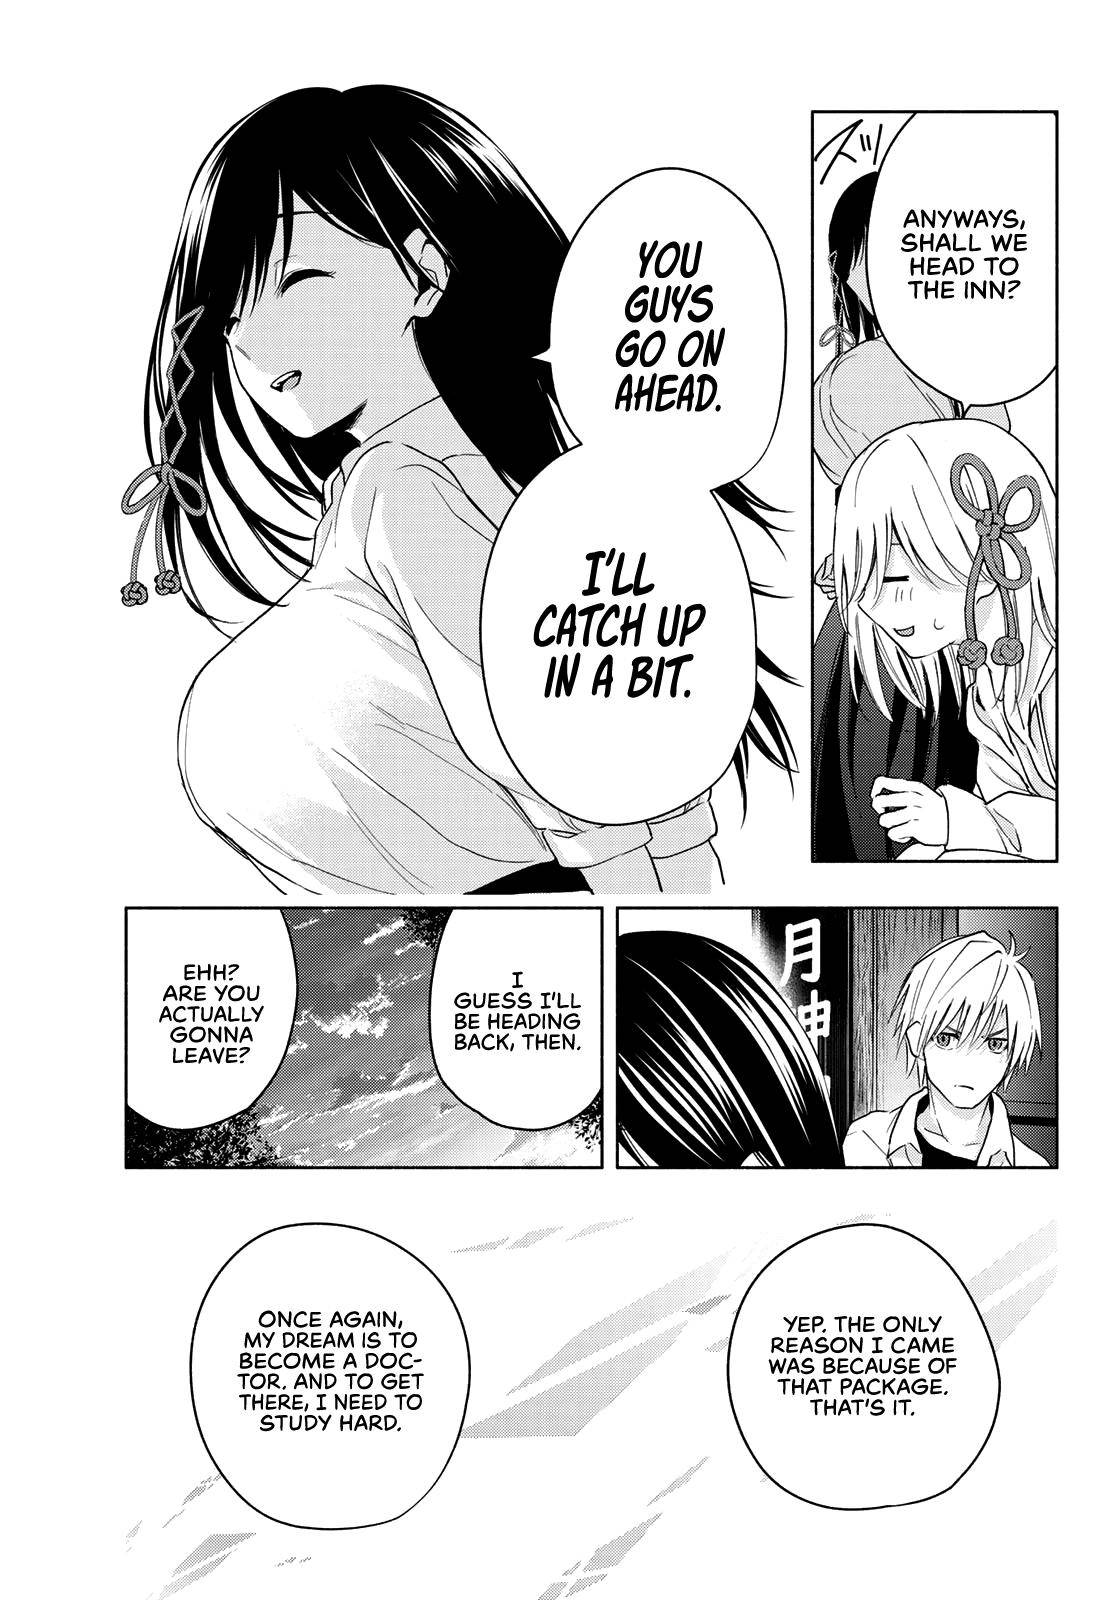 ズッ
ANYWAYS,
SHALL WE
HEAD TO
THE INN?
YOU
GUYS
GO ON
AHEAD.
I'LL
CATCH UP
IN A BIT.
月神
I
GUESS I'LL
BE HEADING
BACK, THEN.
EHH?
ARE YOU
ACTUALLY
GONNA
LEAVE?
YEP. THE ONLY
REASON I CAME
WAS BECAUSE OF
THAT PACKAGE.
THAT'S IT.
ONCE AGAIN,
MY DREAM IS TO
BECOME A DOC-
TOR. AND TO GET
THERE, I NEED TO
STUDY HARD.